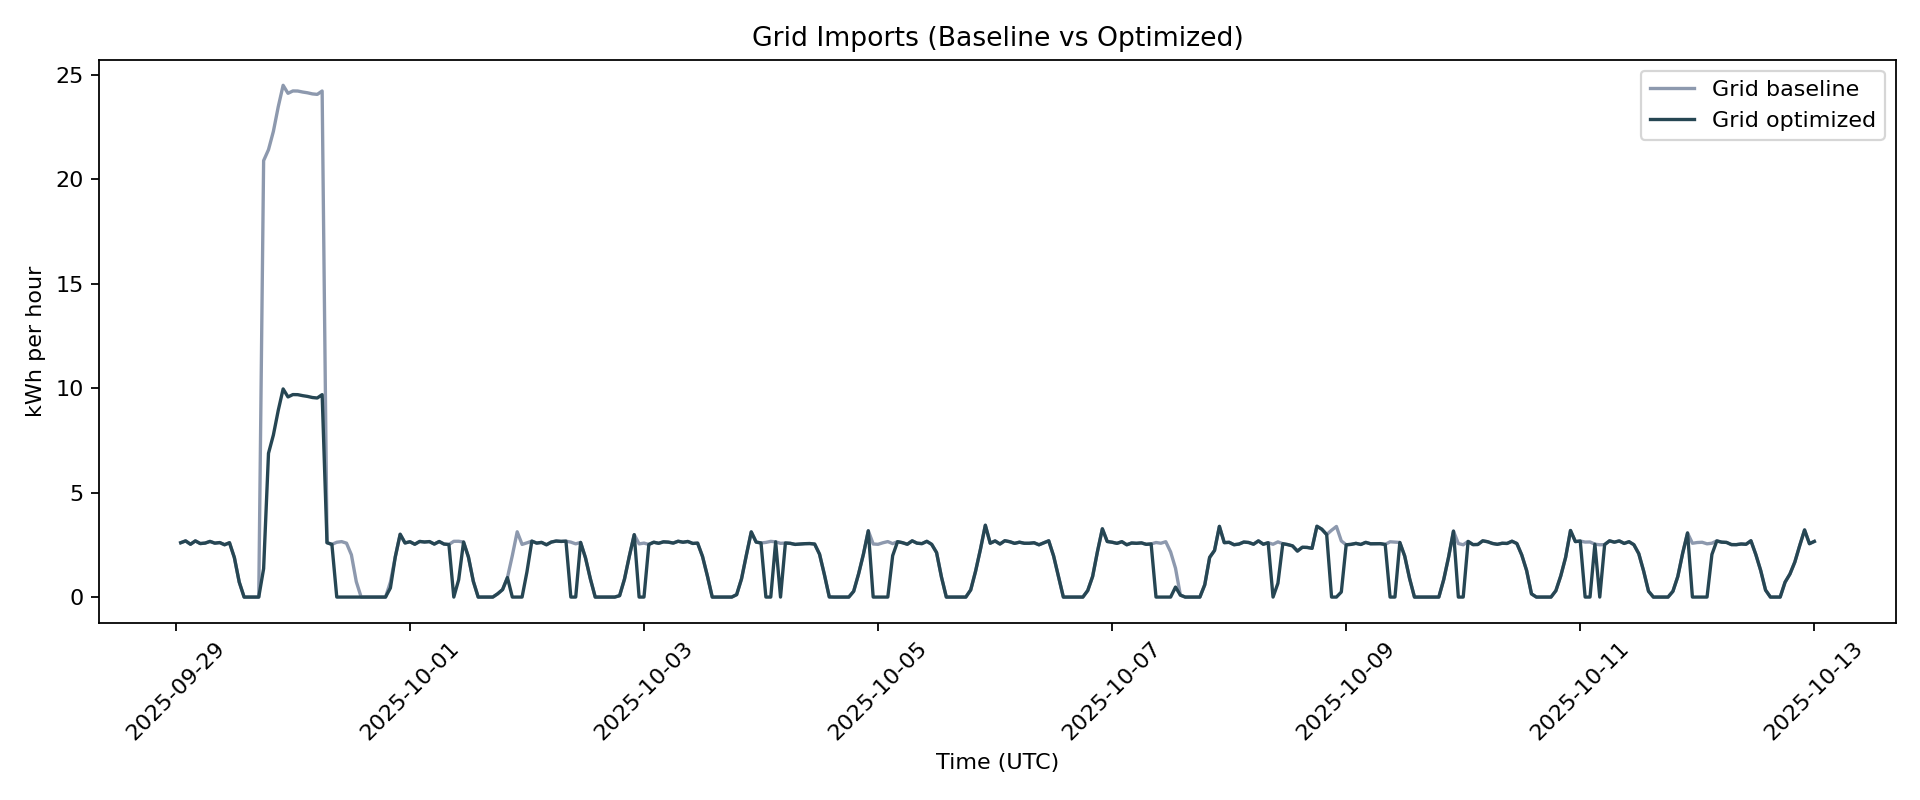 Grid Imports (Baseline vs Optimized)
Grid baseline
Grid optimized
kWh per hour
25
20
15
10
5
0
2025-09-29
2025-10-01
2025-10-03
2025-10-05
2025-10-07
2025-10-09
2025-10-11
2025-10-13
Time (UTC)